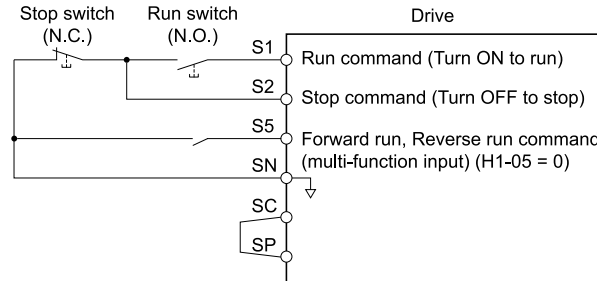 Stop switch
(N.C.)
Run switch
(N.O.)
Drive
S1
Run command (Turn ON to run)
S2
Stop command (Turn OFF to stop)
S5
Forward run, Reverse run command
(multi-function input) (H1-05 = 0)
SN
SC
SP